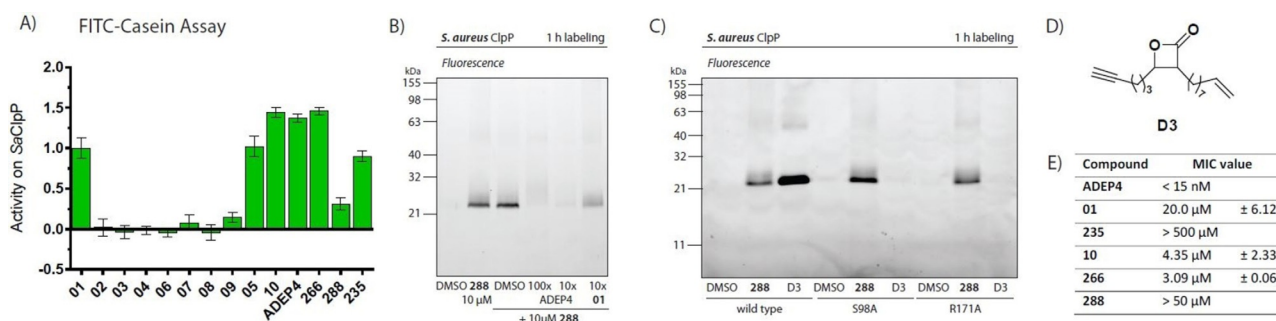 A) FITC-Casein Assay
Activity on SaClpP
2.0
1.5
1.0
0.5
0.0
-0.5
01 02 03 04 06 07 08 09 05 10 ADEP4 266 288 235
B)
S. aureus ClpP 1 h labeling
Fluorescence
kDa
155
98
63
40
32
21
DMSO 288 DMSO 100x 10x 10x
10 µM ADEP4 01
+ 10µM 288
C)
S. aureus ClpP 1 h labeling
Fluorescence
kDa
155
98
63
40
32
21
11
DMSO 288 D3 DMSO 288 D3 DMSO 288 D3
wild type S98A R171A
D)
O O
3 7
D3
E)
Compound MIC value
ADEP4 < 15 nM
01 20.0 µM ± 6.12
235 > 500 µM
10 4.35 µM ± 2.33
266 3.09 µM ± 0.06
288 > 50 µM